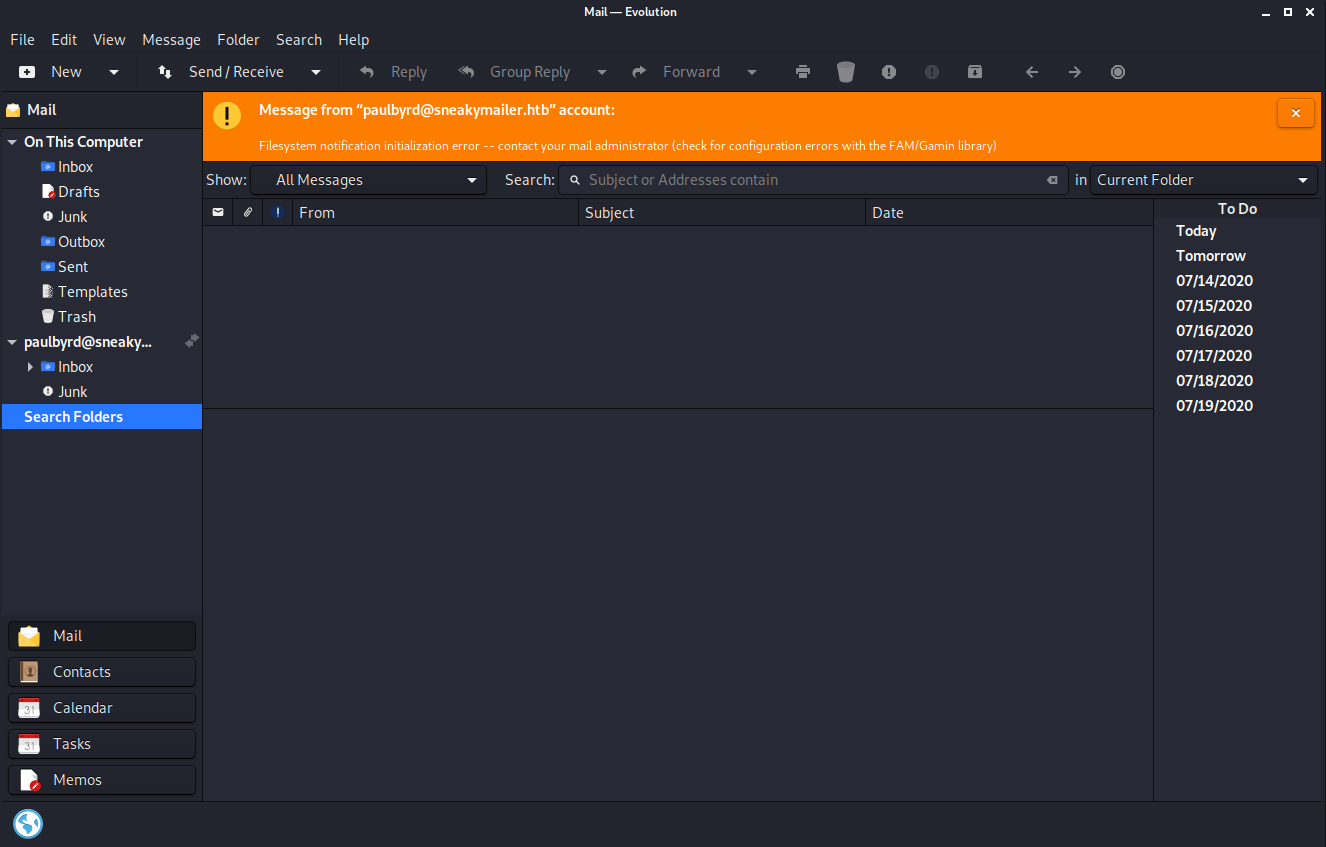 Mail — Evolution
File Edit View Message Folder Search Help
New Send / Receive Reply Group Reply Forward
Mail
On This Computer
Inbox
Drafts
Junk
Outbox
Sent
Templates
Trash
paulbyrd@sneaky...
Inbox
Junk
Search Folders
Mail
Contacts
31 Calendar
31 Tasks
Memos
Message from “paulbyrd@sneakymailer.htb” account:
Filesystem notification initialization error -- contact your mail administrator (check for configuration errors with the FAM/Gamin library)
Show: All Messages Search: Subject or Addresses contain in Current Folder
From Subject Date
To Do
Today
Tomorrow
07/14/2020
07/15/2020
07/16/2020
07/17/2020
07/18/2020
07/19/2020